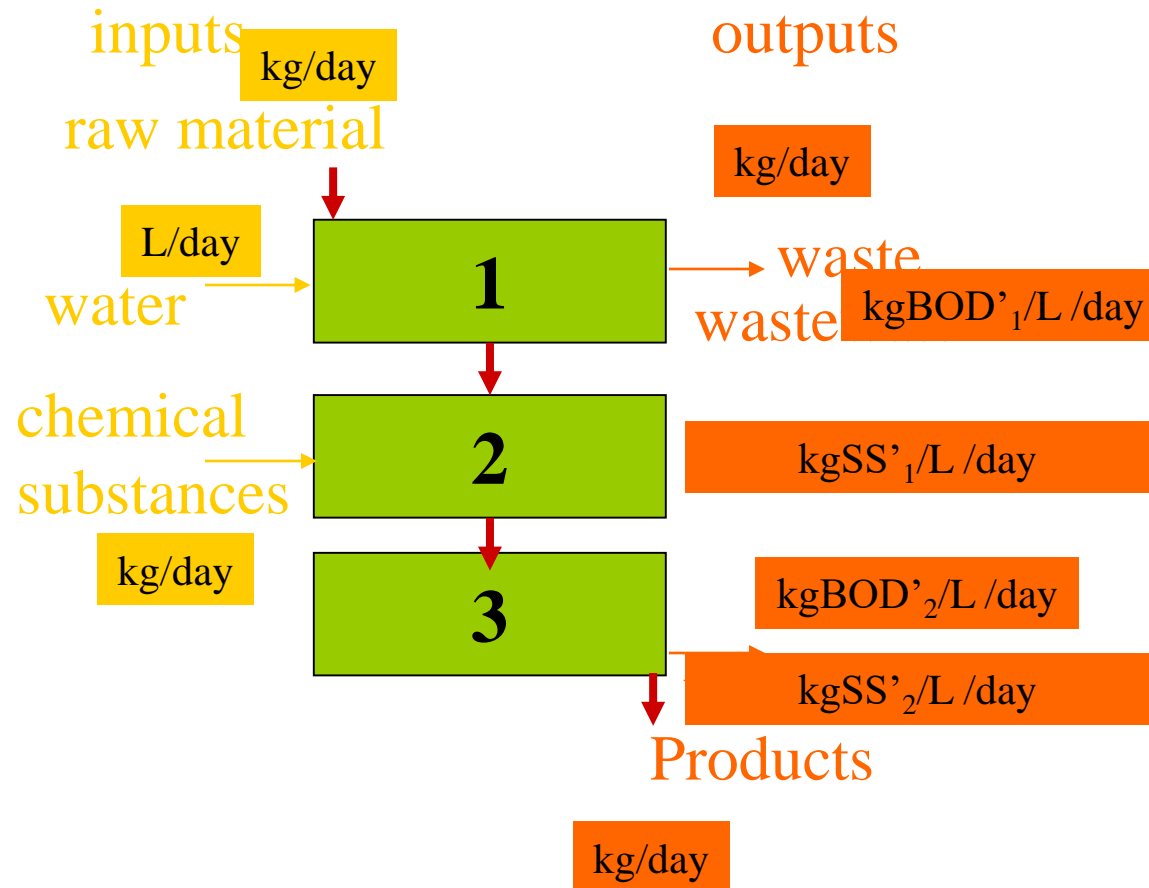 inputs
outputs
kg/day
raw material
kg/day
L/day
1
waste
water
waste
kgBOD’₁/L /day
chemical
substances
2
kgSS’₁/L /day
kg/day
3
kgBOD’₂/L /day
kgSS’₂/L /day
Products
kg/day